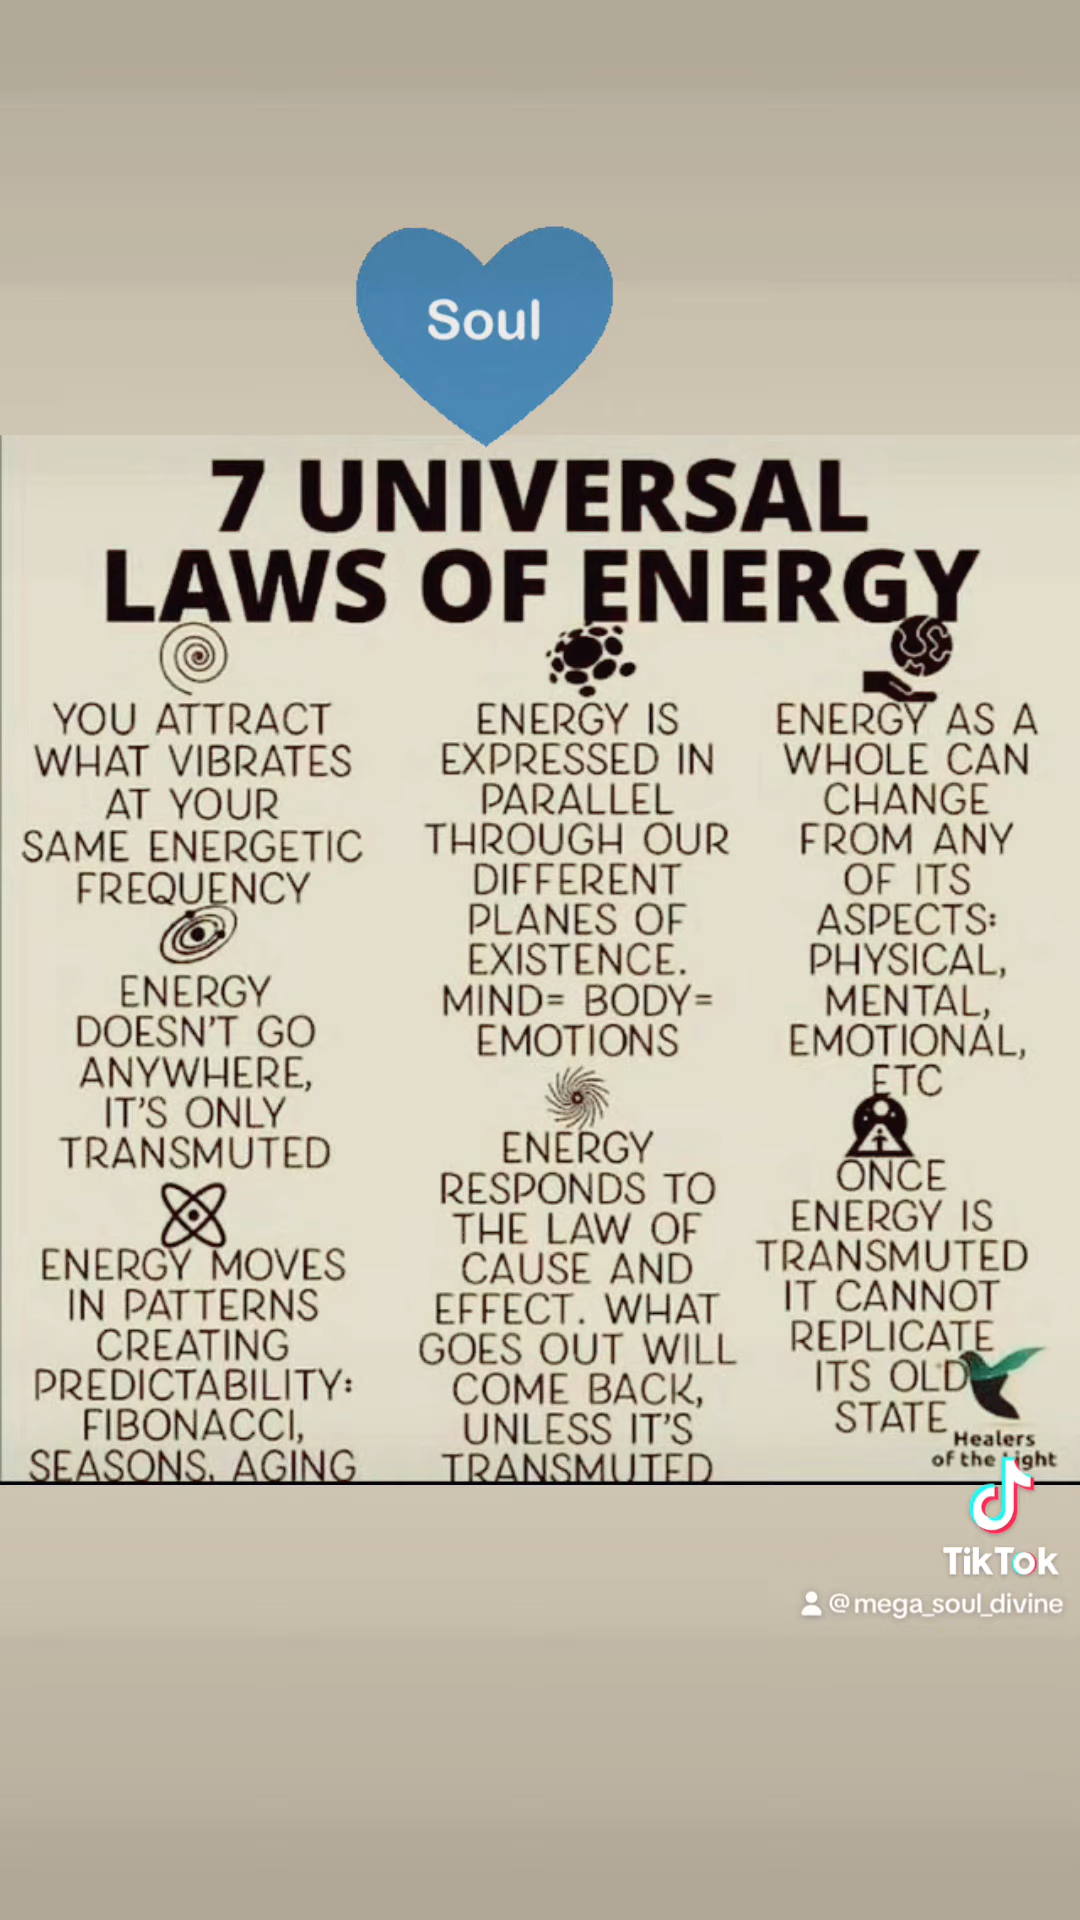 Soul
7 UNIVERSAL
LAWS OF ENERGY
YOU ATTRACT
WHAT VIBRATES
AT YOUR
SAME ENERGETIC
FREQUENCY
ENERGY
DOESN'T GO
ANYWHERE,
IT'S ONLY
TRANSMUTED
ENERGY MOVES
IN PATTERNS
CREATING
PREDICTABILITY:
FIBONACCI,
SEASONS, AGING
ENERGY IS
EXPRESSED IN
PARALLEL
THROUGH OUR
DIFFERENT
PLANES OF
EXISTENCE.
MIND= BODY=
EMOTIONS
ENERGY
RESPONDS TO
THE LAW OF
CAUSE AND
EFFECT. WHAT
GOES OUT WILL
COME BACK,
UNLESS IT'S
TRANSMUTED
ENERGY AS A
WHOLE CAN
CHANGE
FROM ANY
OF ITS
ASPECTS:
PHYSICAL,
MENTAL,
EMOTIONAL,
ETC
ONCE
ENERGY IS
TRANSMUTED
IT CANNOT
REPLICATE
ITS OLD
STATE
Healers
of the Light
TikTok
@mega_soul_divine